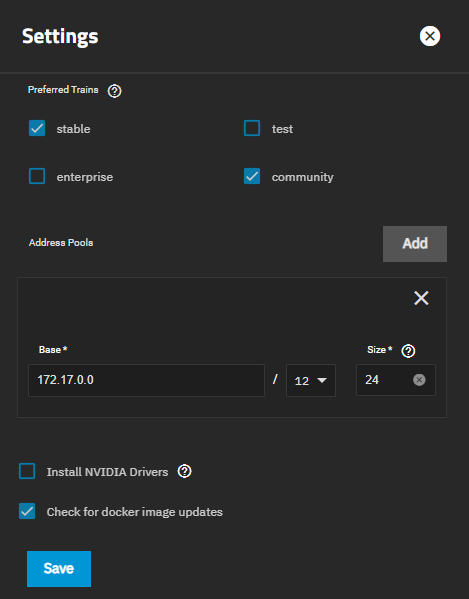 Settings
Preferred Trains
stable
test
enterprise
community
Address Pools
Add
Base *
Size *
172.17.0.0 / 12 24
Install NVIDIA Drivers
Check for docker image updates
Save